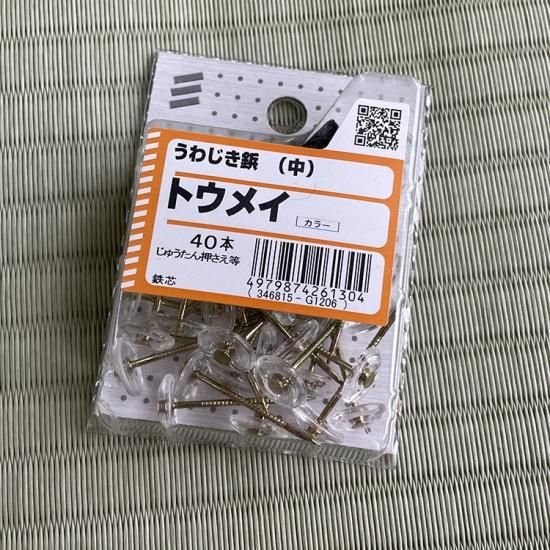 うわじき鋲 (中)
トウメイ
カラー
40本
じゅうたん押さえ等
鉄芯
4979874261304
(346815-G1206)